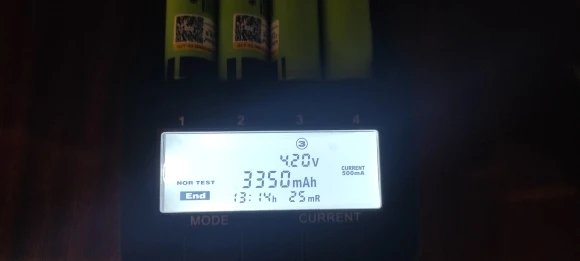 1 2 3 4
3
4.20v
CURRENT
500mA
NOR TEST
3350mAh
End
13:14h 25mR
MODE CURRENT